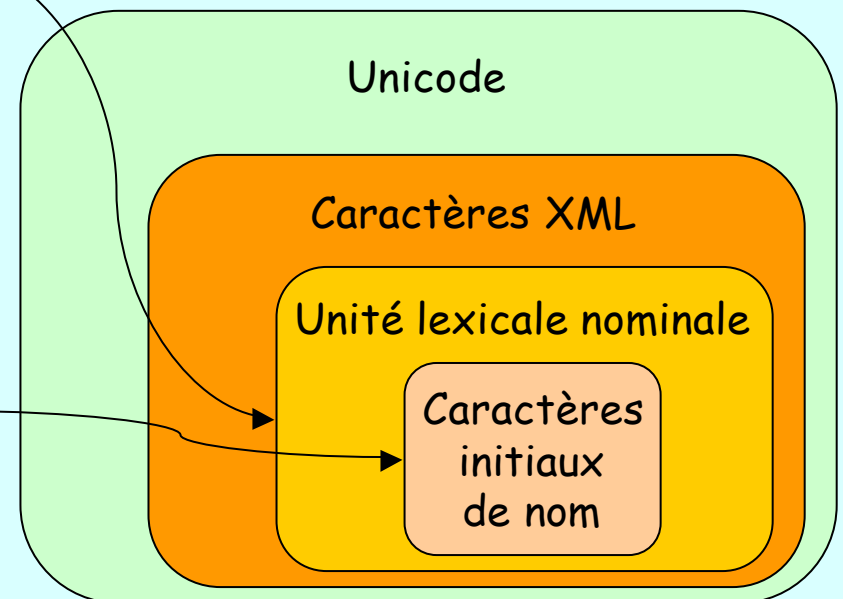 Unicode
Caractères XML
Unité lexicale nominale
Caractères
initiaux
de nom